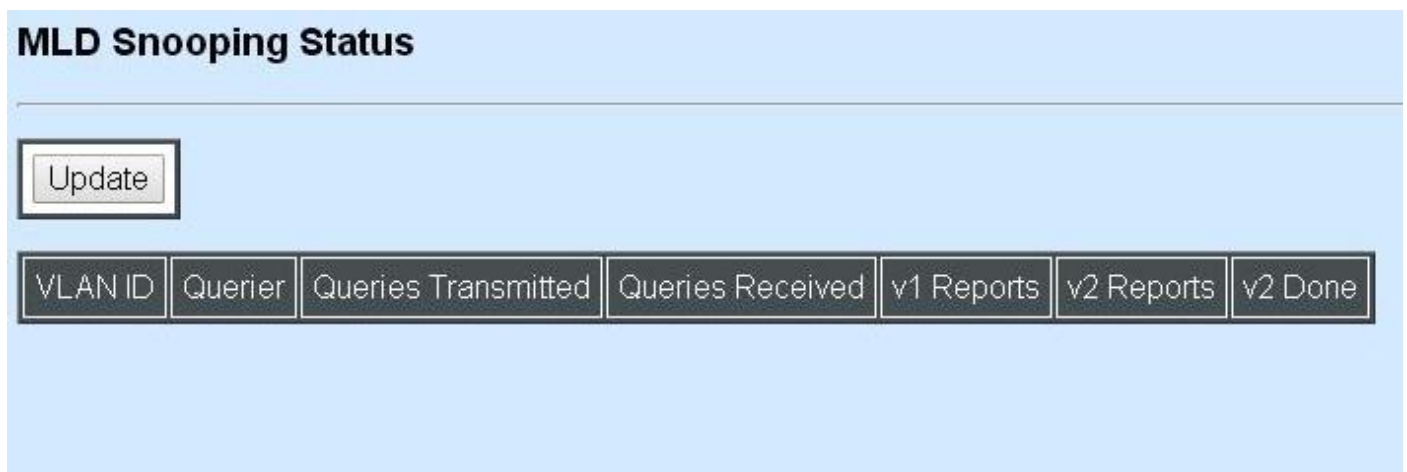 MLD Snooping Status
Update
VLAN ID Querier Queries Transmitted Queries Received v1 Reports v2 Reports v2 Done